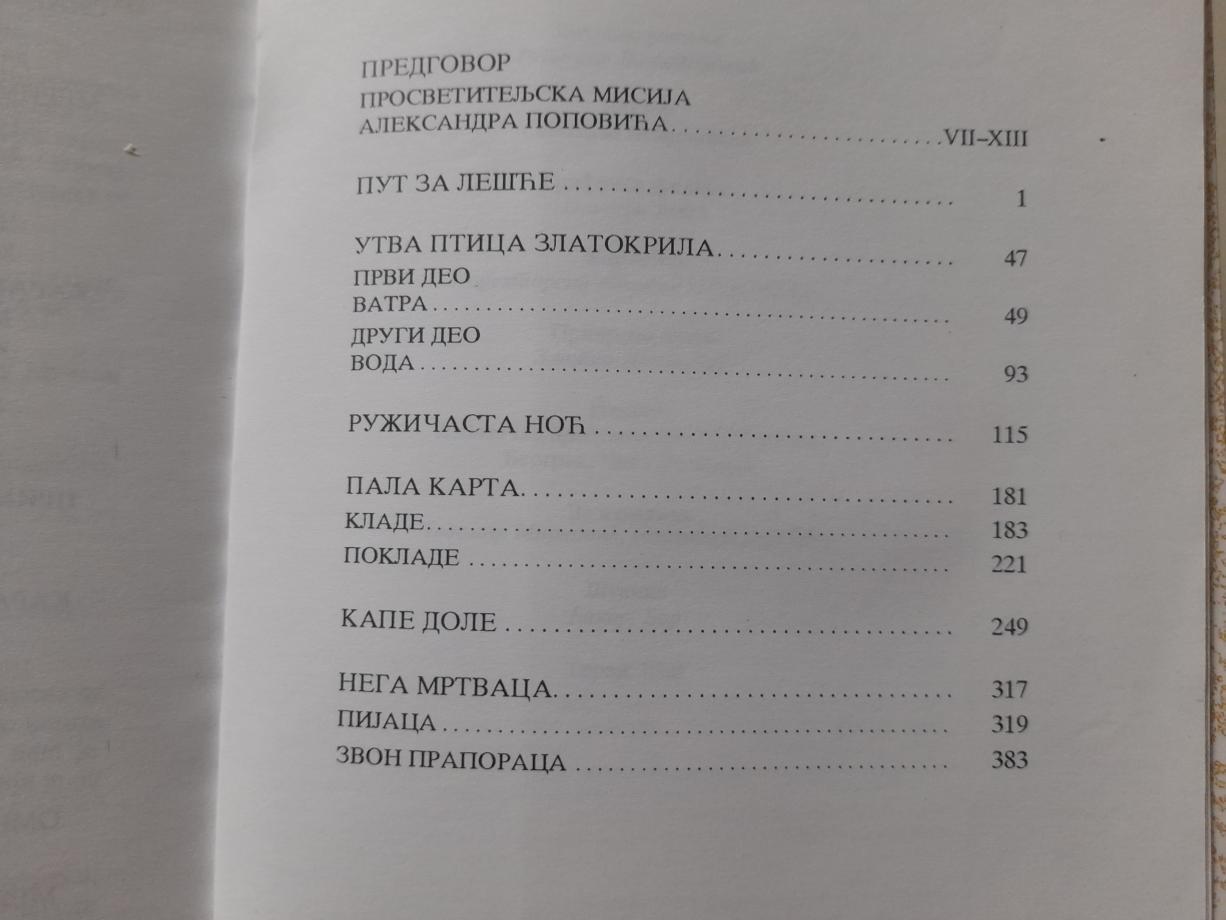 ПРЕДГОВОР
ПРОСВЕТИТЕЉСКА МИСИЈА
АЛЕКСАНДРА ПОПОВИЋА VII–XIII
ПУТ ЗА ЛЕШЋЕ 1
УТВА ПТИЦА ЗЛАТОКРИЛА 47
ПРВИ ДЕО
ВАТРА 49
ДРУГИ ДЕО
ВОДА 93
РУЖИЧАСТА НОЋ 115
ПАЛА КАРТА 181
КЛАДЕ 183
ПОКЛАДЕ 221
КАПЕ ДОЛЕ 249
НЕГА МРТВАЦА 317
ПИЈАЦА 319
ЗВОН ПРАПОРАЦА 383